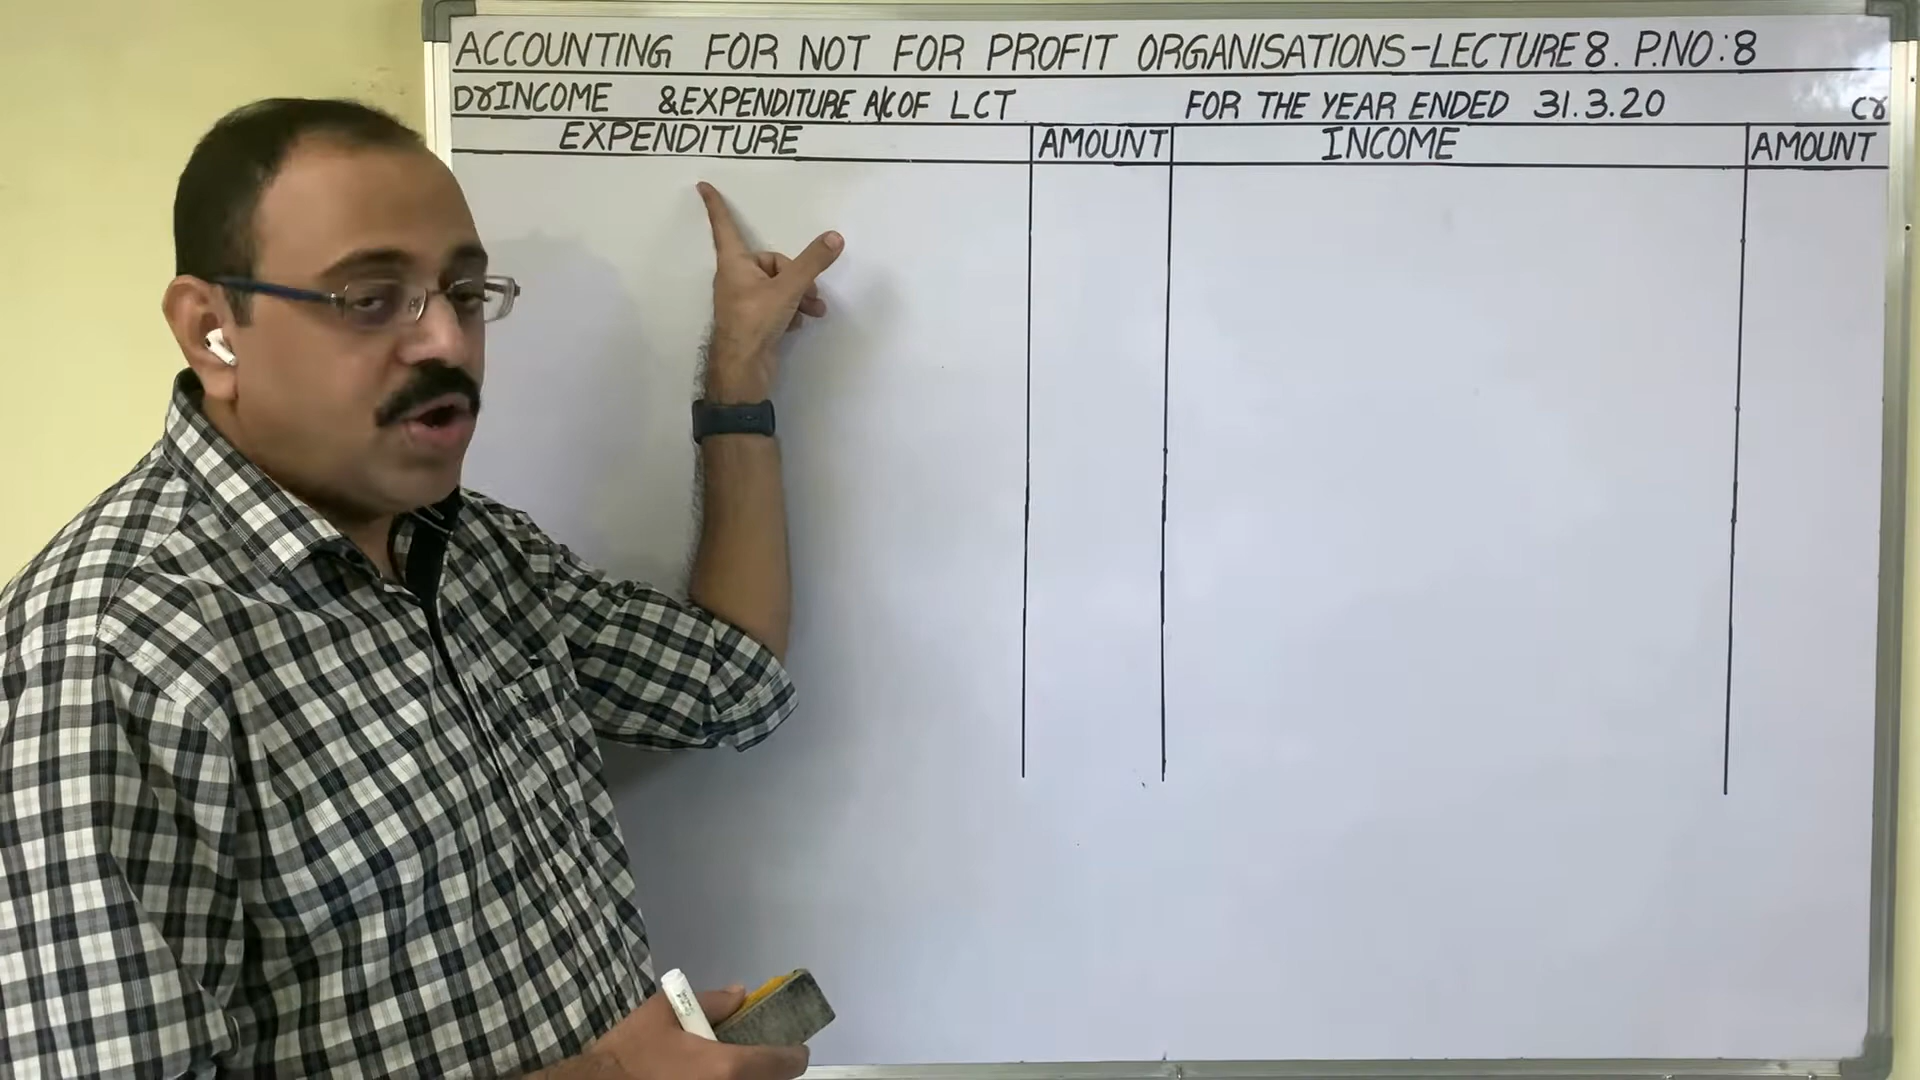 ACCOUNTING FOR NOT FOR PROFIT ORGANISATIONS-LECTURE 8. P.NO:8
Dr INCOME & EXPENDITURE A/C OF LCT FOR THE YEAR ENDED 31.3.20 Cr
EXPENDITURE AMOUNT INCOME AMOUNT